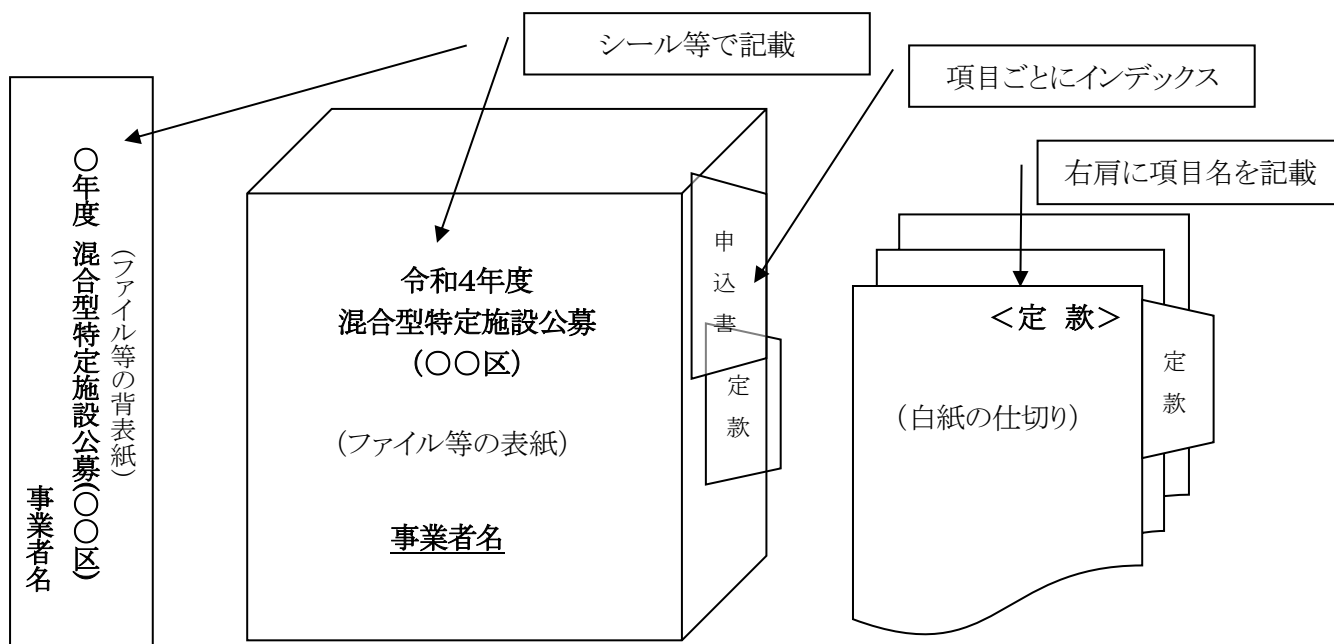 シール等で記載
項目ごとにインデックス
右肩に項目名を記載
○年度 混合型特定施設公募(○○区)
(ファイル等の背表紙)
事業者名
令和4年度
混合型特定施設公募
(○○区)
(ファイル等の表紙)
事業者名
申込書
定款
<定 款>
(白紙の仕切り)
定款